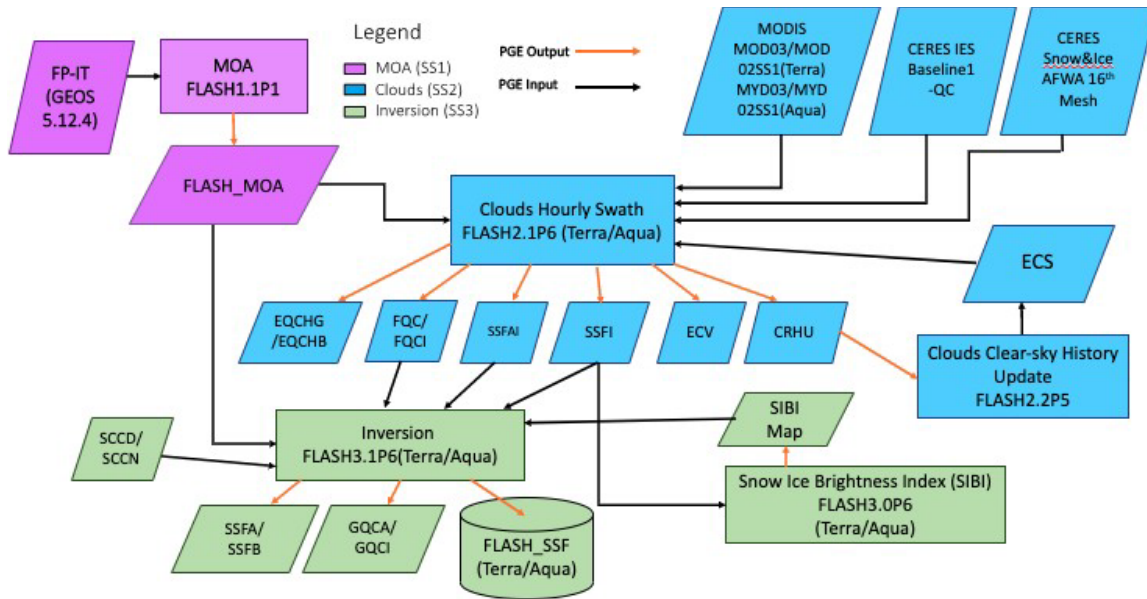 FP-IT
(GEOS
5.12.4)
MOA
FLASH1.1P1
Legend
MOA (SS1)
Clouds (SS2)
Inversion (SS3)
PGE Output
PGE Input
MODIS
MOD03/MOD
02SS1(Terra)
MYD03/MYD
02SS1(Aqua)
CERES IES
Baseline1
-QC
CERES
Snow&Ice
AFWA 16th
Mesh
FLASH_MOA
Clouds Hourly Swath
FLASH2.1P6 (Terra/Aqua)
ECS
EQCHG
/EQCHB
FQC/
FQCI
SSFAI
SSFI
ECV
CRHU
Clouds Clear-sky History
Update
FLASH2.2P5
SCCD/
SCCN
Inversion
FLASH3.1P6(Terra/Aqua)
SIBI
Map
Snow Ice Brightness Index (SIBI)
FLASH3.0P6
(Terra/Aqua)
SSFA/
SSFB
GQCA/
GQCI
FLASH_SSF
(Terra/Aqua)